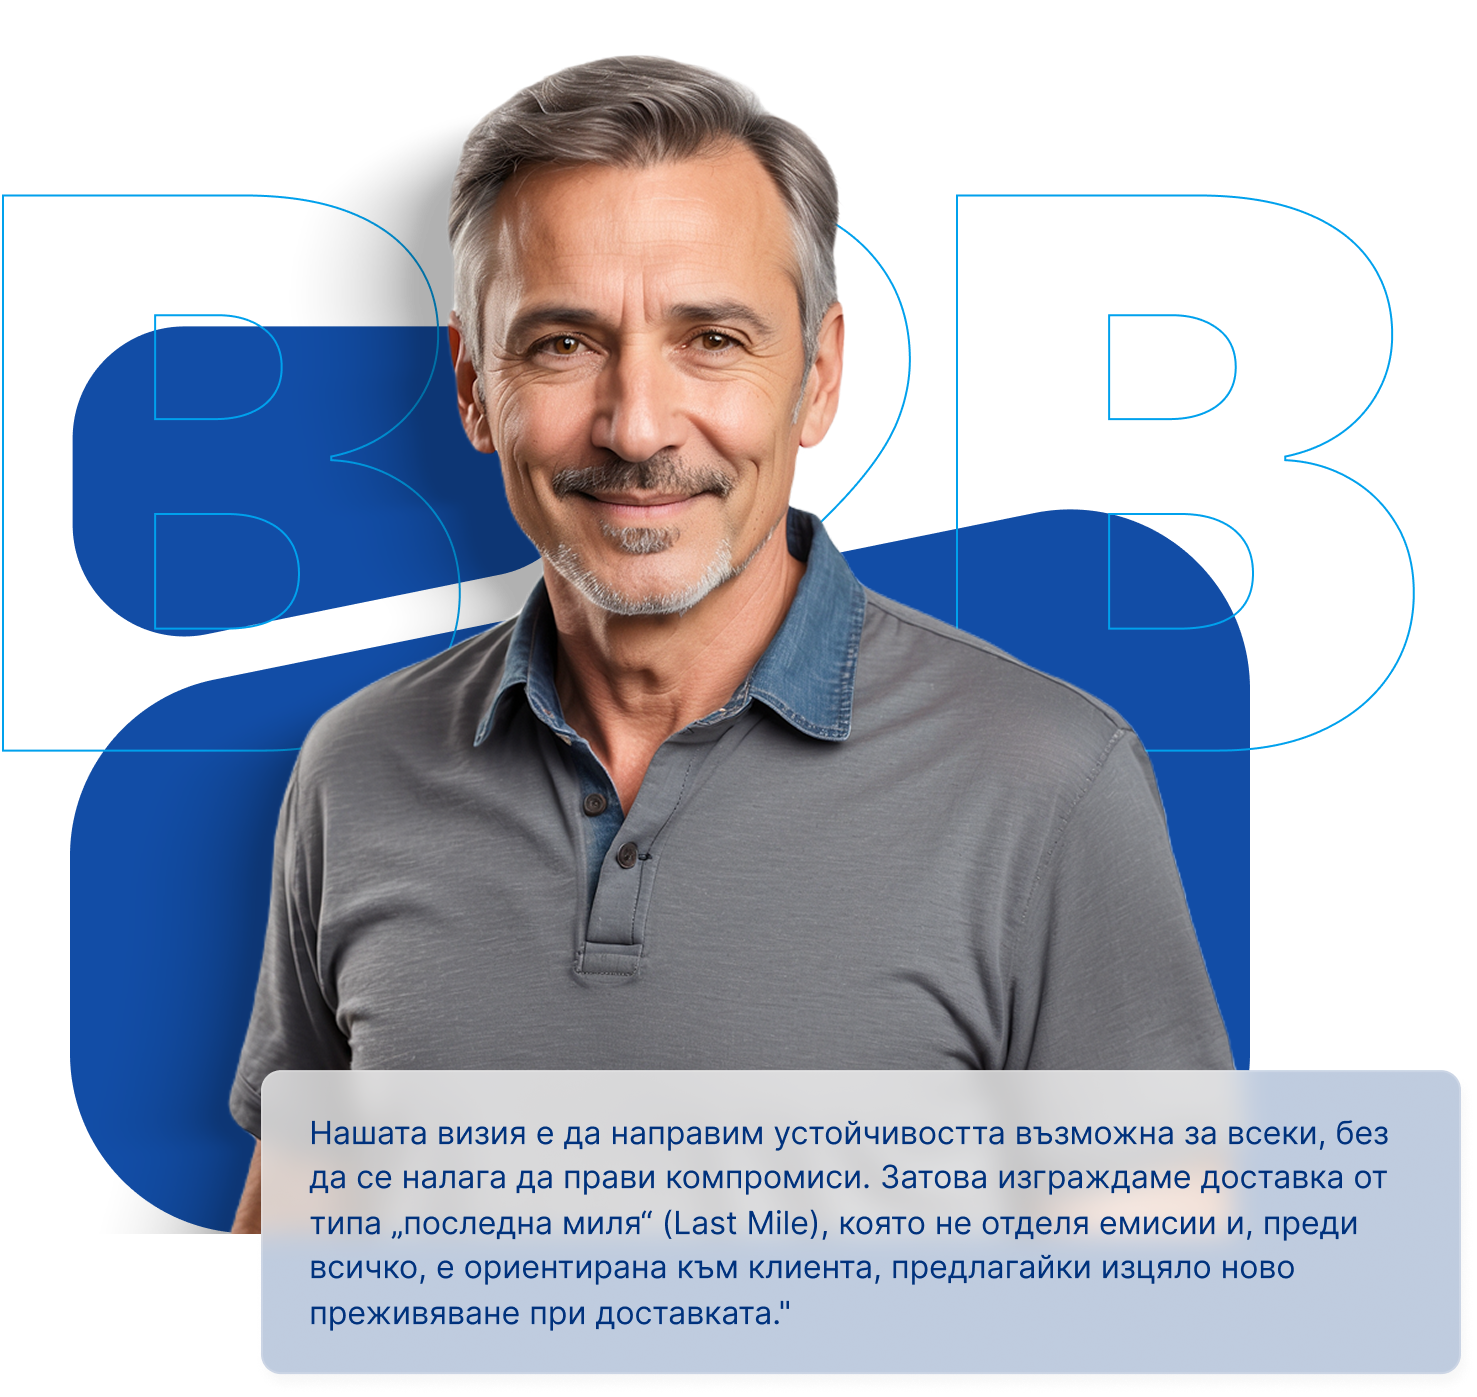 Нашата визия е да направим устойчивостта възможна за всеки, без
да се налага да прави компромиси. Затова изграждаме доставка от
типа „последна миля“ (Last Mile), която не отделя емисии и, преди
всичко, е ориентирана към клиента, предлагайки изцяло ново
преживяване при доставката."